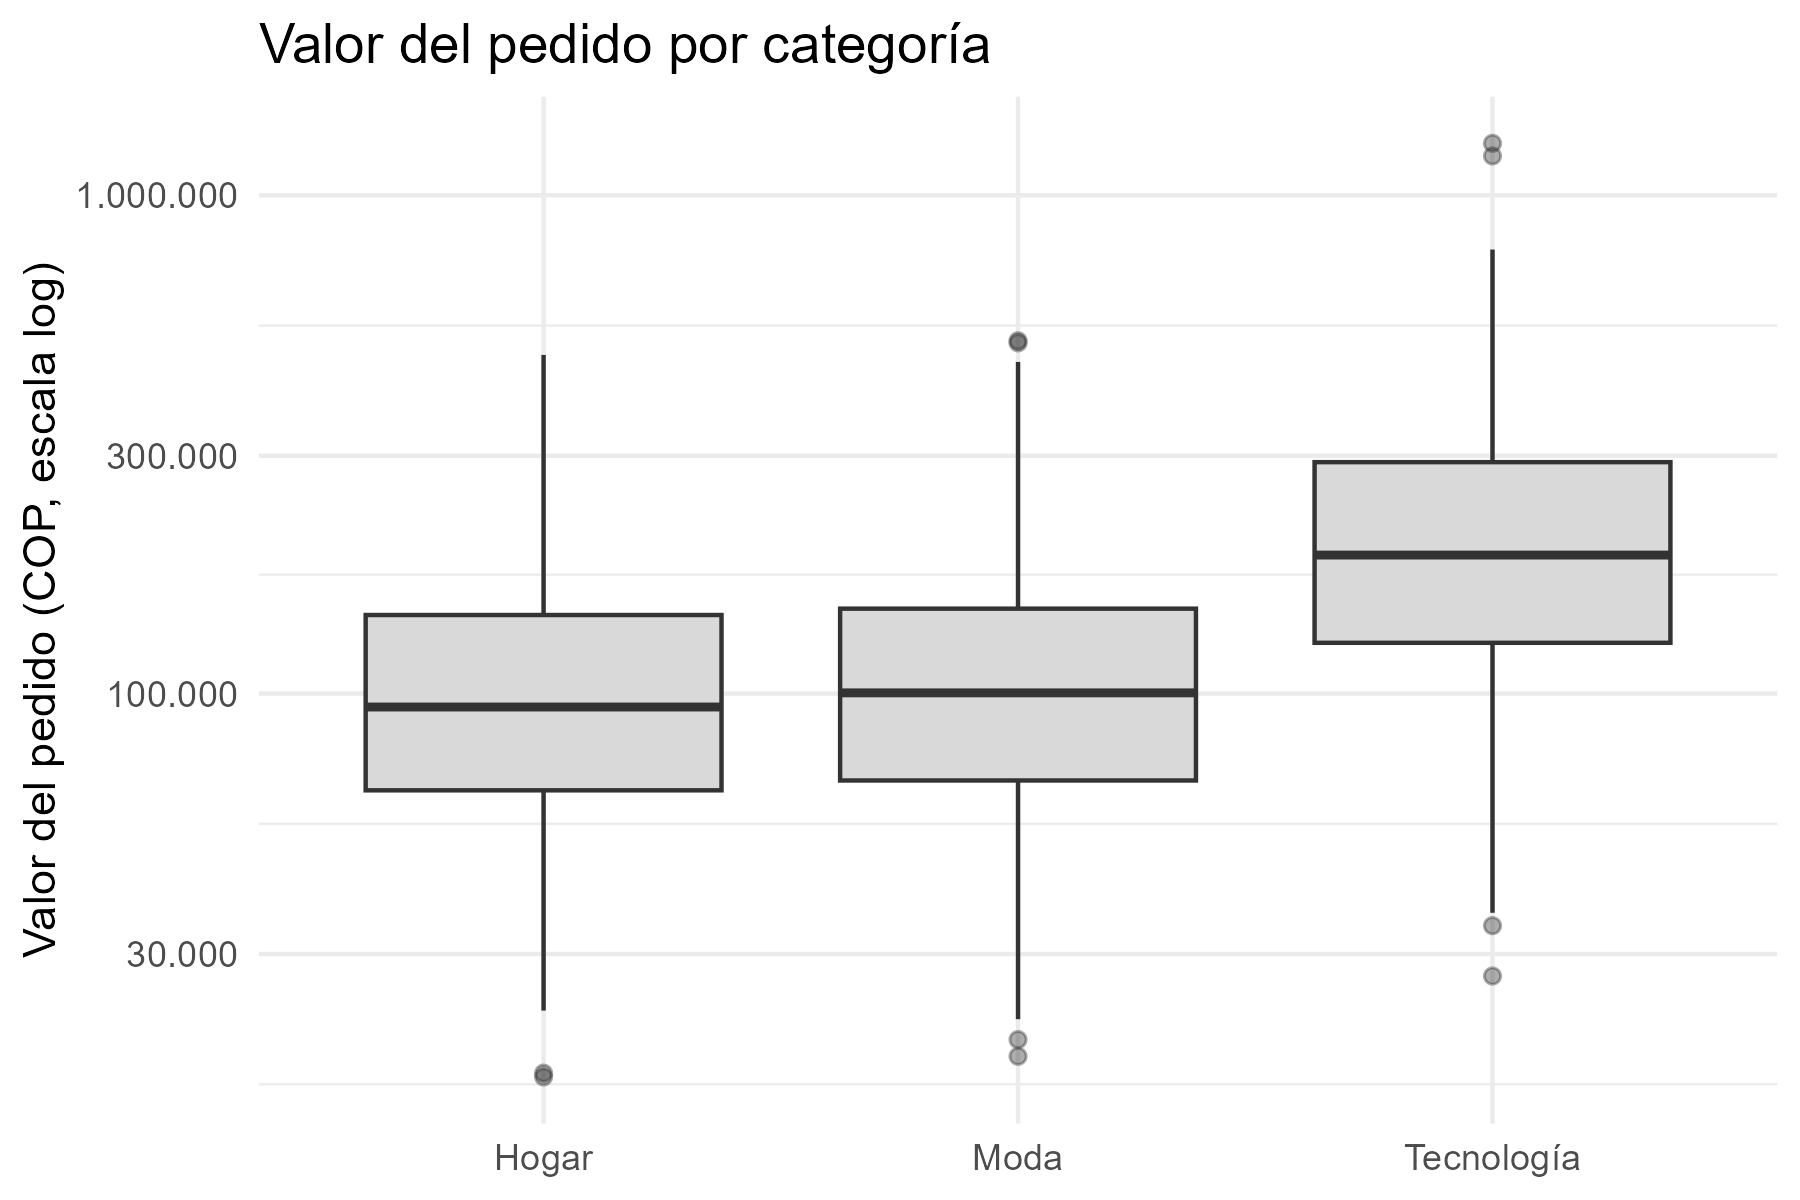 Valor del pedido por categoría
Valor del pedido (COP, escala log)
1.000.000
300.000
100.000
30.000
Hogar
Moda
Tecnología